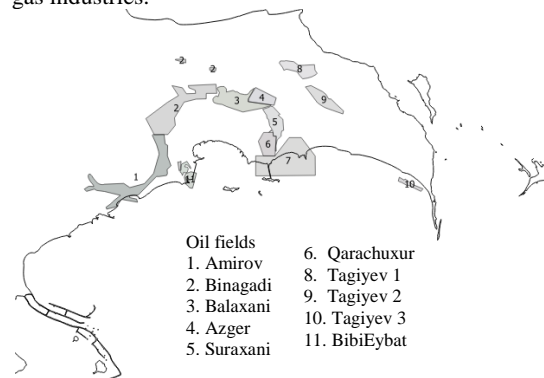 gas industries.
2
2
8
2
3
4
9
5
6
7
1
11
10
Oil fields
1. Amirov
2. Binagadi
3. Balaxani
4. Azger
5. Suraxani
6. Qarachuxur
8. Tagiyev 1
9. Tagiyev 2
10. Tagiyev 3
11. BibiEybat